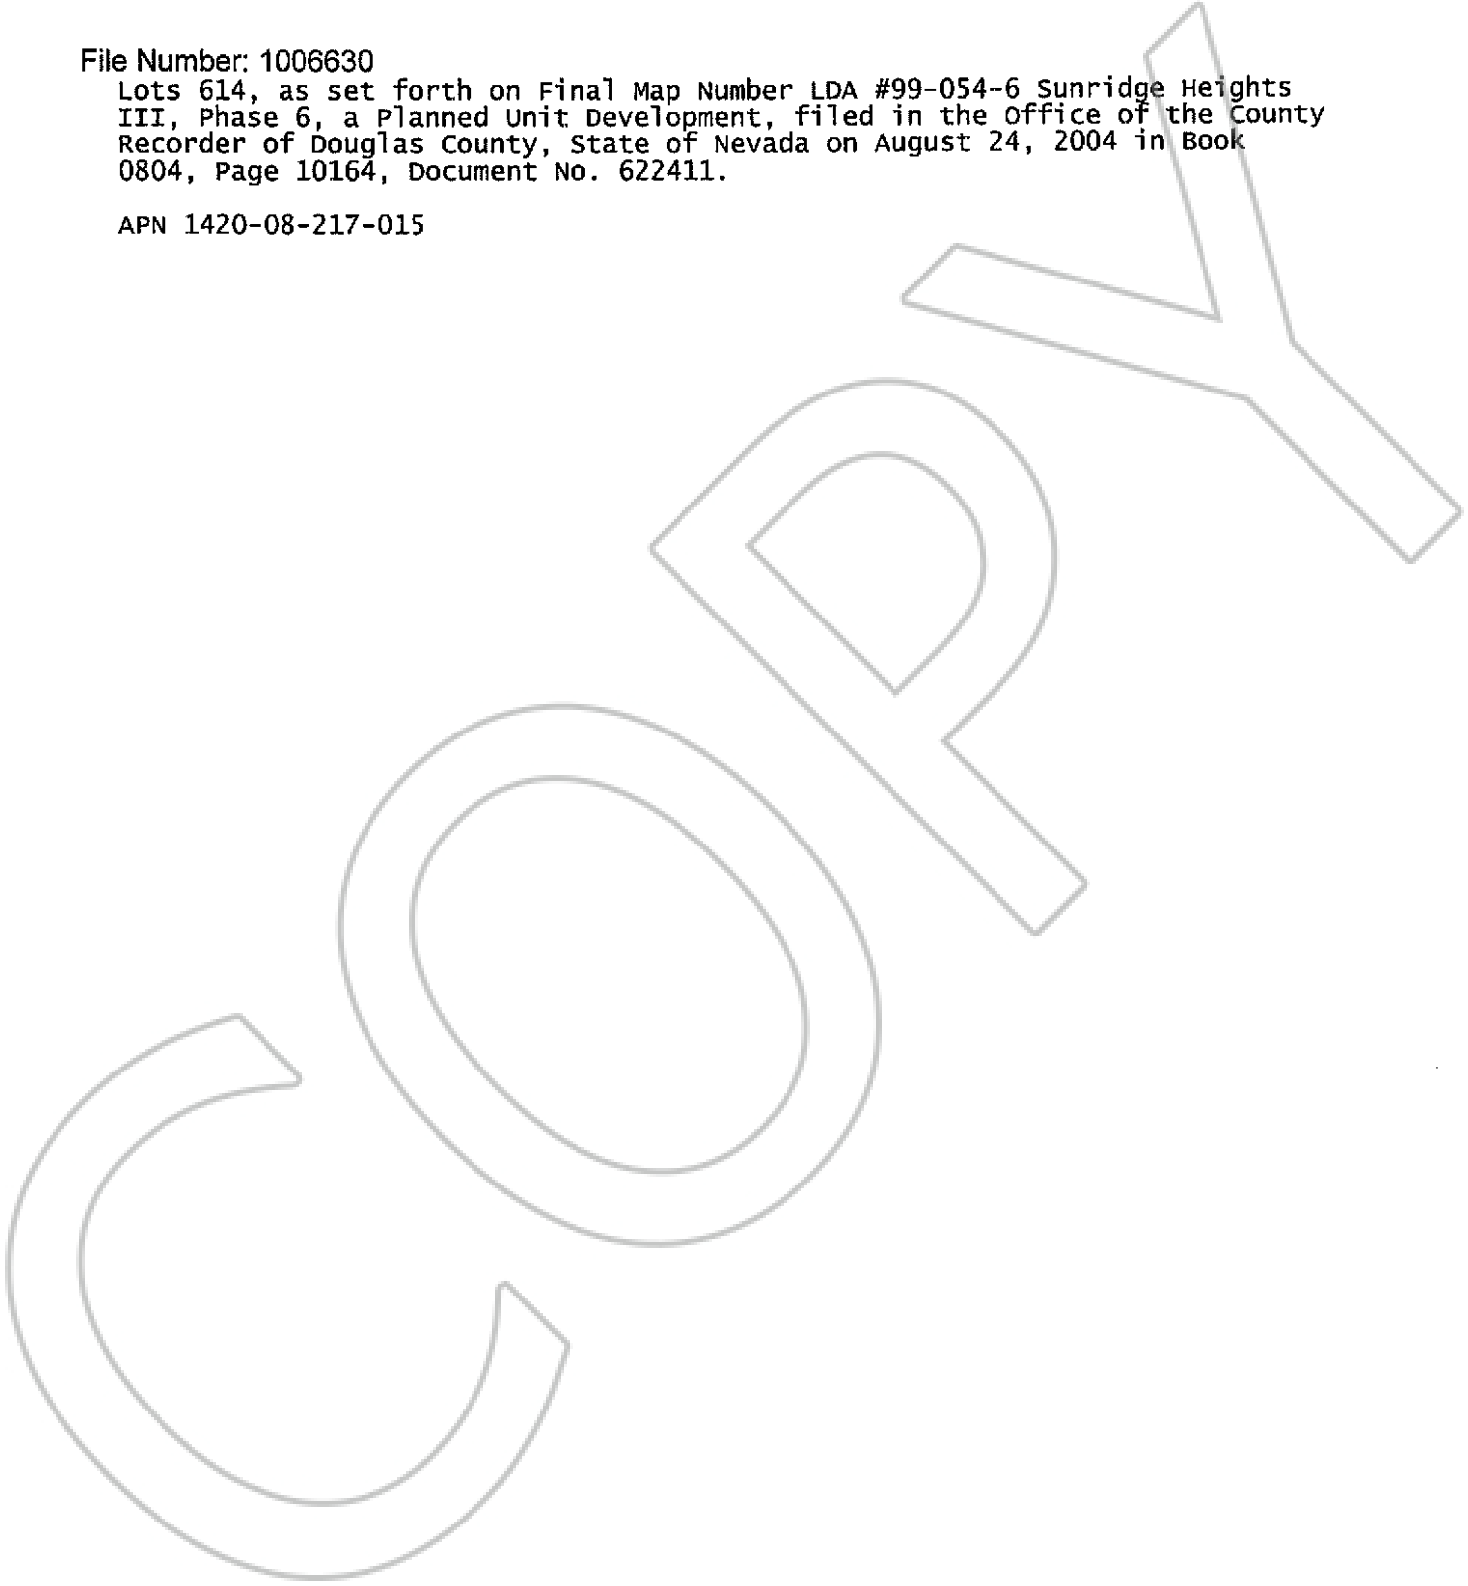 File Number: 1006630
Lots 614, as set forth on Final Map Number LDA #99-054-6 Sunridge Heights
III, Phase 6, a Planned Unit Development, filed in the Office of the County
Recorder of Douglas County, State of Nevada on August 24, 2004 in Book
0804, Page 10164, Document No. 622411.
APN 1420-08-217-015
COPY